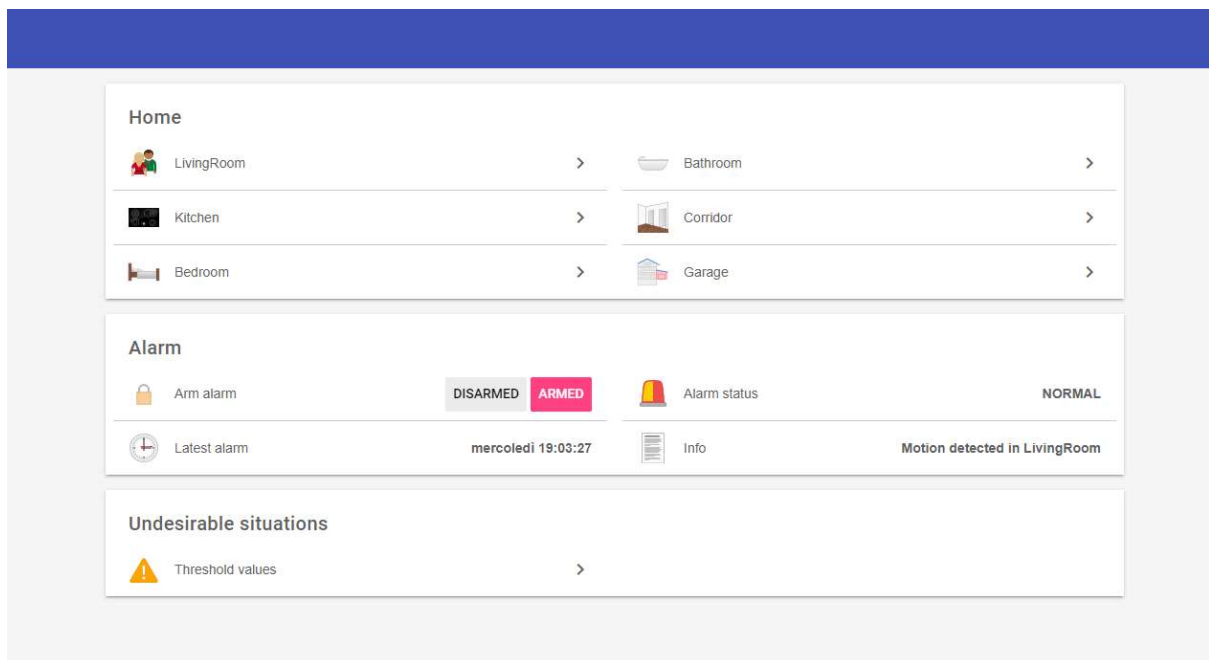 Home
LivingRoom
Bathroom
Kitchen
Corridor
Bedroom
Garage
Alarm
Arm alarm DISARMED ARMED
Alarm status NORMAL
Latest alarm mercoledì 19:03:27
Info Motion detected in LivingRoom
Undesirable situations
Threshold values